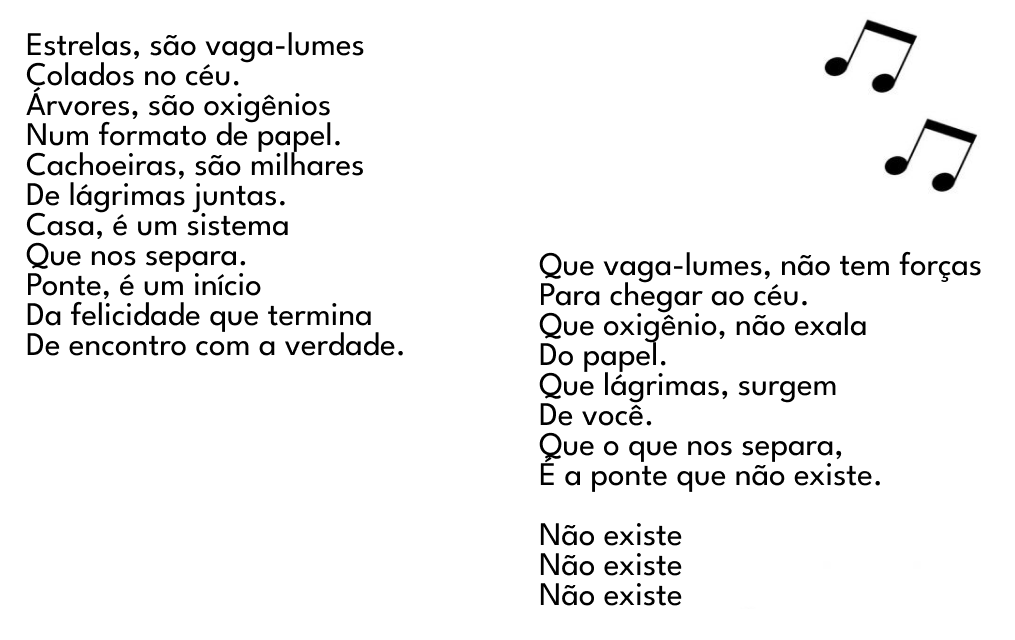 Estrelas, são vaga-lumes
Colados no céu.
Árvores, são oxigênios
Num formato de papel.
Cachoeiras, são milhares
De lágrimas juntas.
Casa, é um sistema
Que nos separa.
Ponte, é um início
Da felicidade que termina
De encontro com a verdade.
Que vaga-lumes, não tem forças
Para chegar ao céu.
Que oxigênio, não exala
Do papel.
Que lágrimas, surgem
De você.
Que o que nos separa,
É a ponte que não existe.
Não existe
Não existe
Não existe